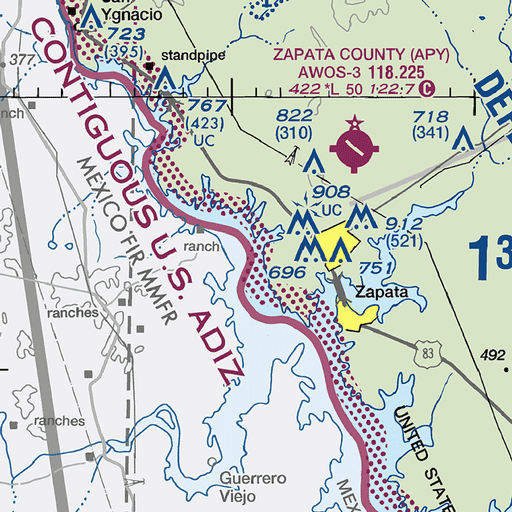 San
Ygnacio
723
(395)
377
standpipe
ZAPATA COUNTY (APY)
AWOS-3 118.225
422 *L 50 122.7 C
767
(423)
UC
822
(310)
718
(341)
CONTIGUOUS U.S. ADIZ
MEXICO FIR MMFR
908
UC
912
(521)
ranch
ranch
696
751
13
Zapata
ranches
83
492
ranches
UNITED STATES
Guerrero
Viejo